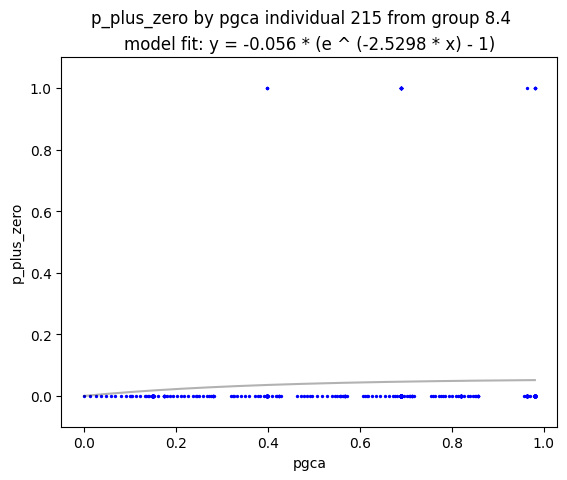 p_plus_zero by pgca individual 215 from group 8.4
model fit: y = -0.056 * (e ^ (-2.5298 * x) - 1)
1.0
0.8
0.6
0.4
0.2
0.0
p_plus_zero
0.0 0.2 0.4 0.6 0.8 1.0
pgca